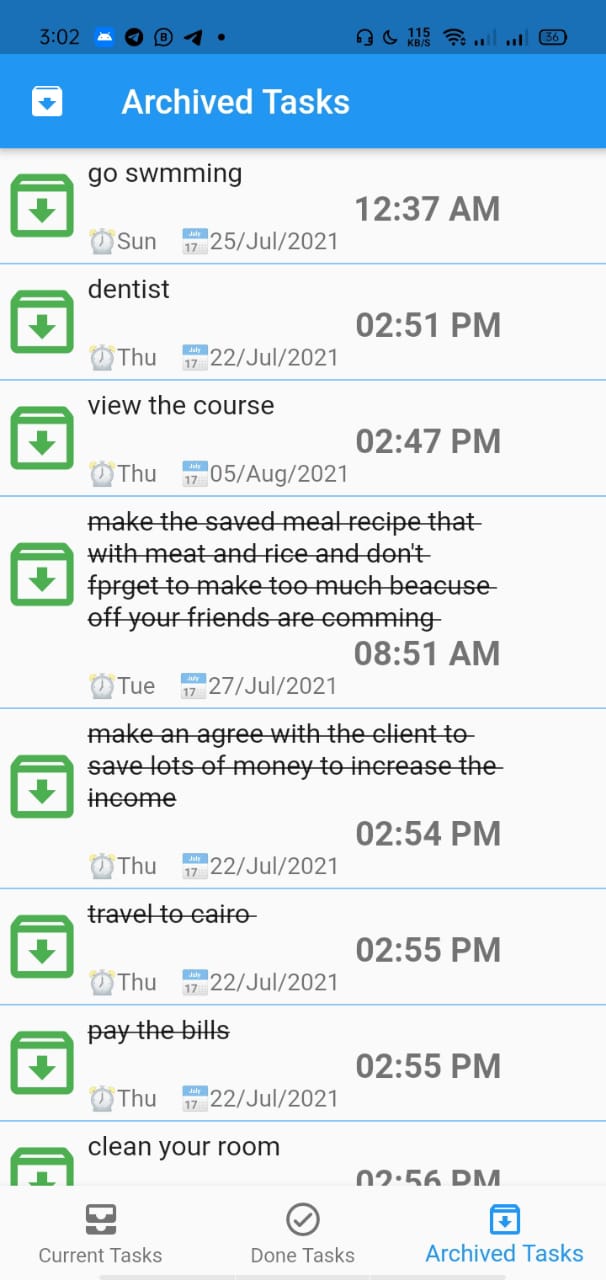 3:02
115
KB/S
36
Archived Tasks
go swmming
12:37 AM
Sun 25/Jul/2021
dentist
02:51 PM
Thu 22/Jul/2021
view the course
02:47 PM
Thu 05/Aug/2021
make the saved meal recipe that
with meat and rice and don't
fprget to make too much beacuse
off your friends are comming
08:51 AM
Tue 27/Jul/2021
make an agree with the client to
save lots of money to increase the
income
02:54 PM
Thu 22/Jul/2021
travel to cairo
02:55 PM
Thu 22/Jul/2021
pay the bills
02:55 PM
Thu 22/Jul/2021
clean your room
02:56 PM
Current Tasks Done Tasks Archived Tasks